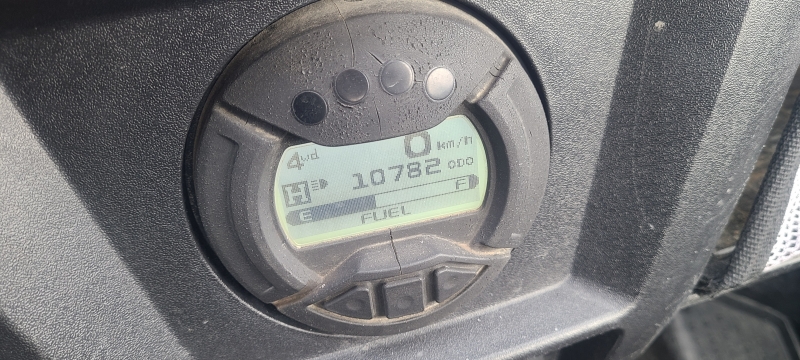 4wd 0 km/h
10782 ODO
E F
FUEL